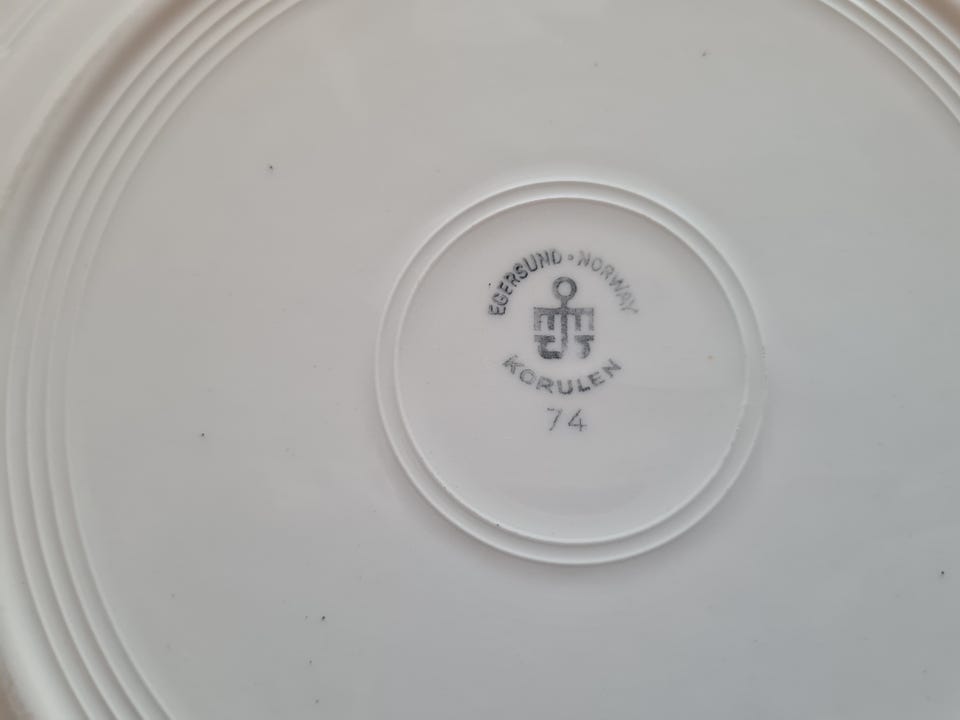 EGERSUND • NORWAY
KORULEN
74